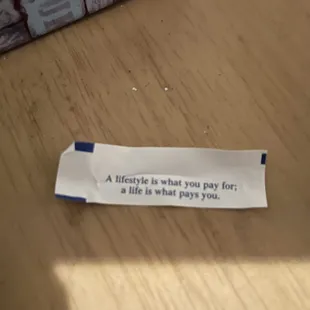 A lifestyle is what you pay for;
a life is what pays you.